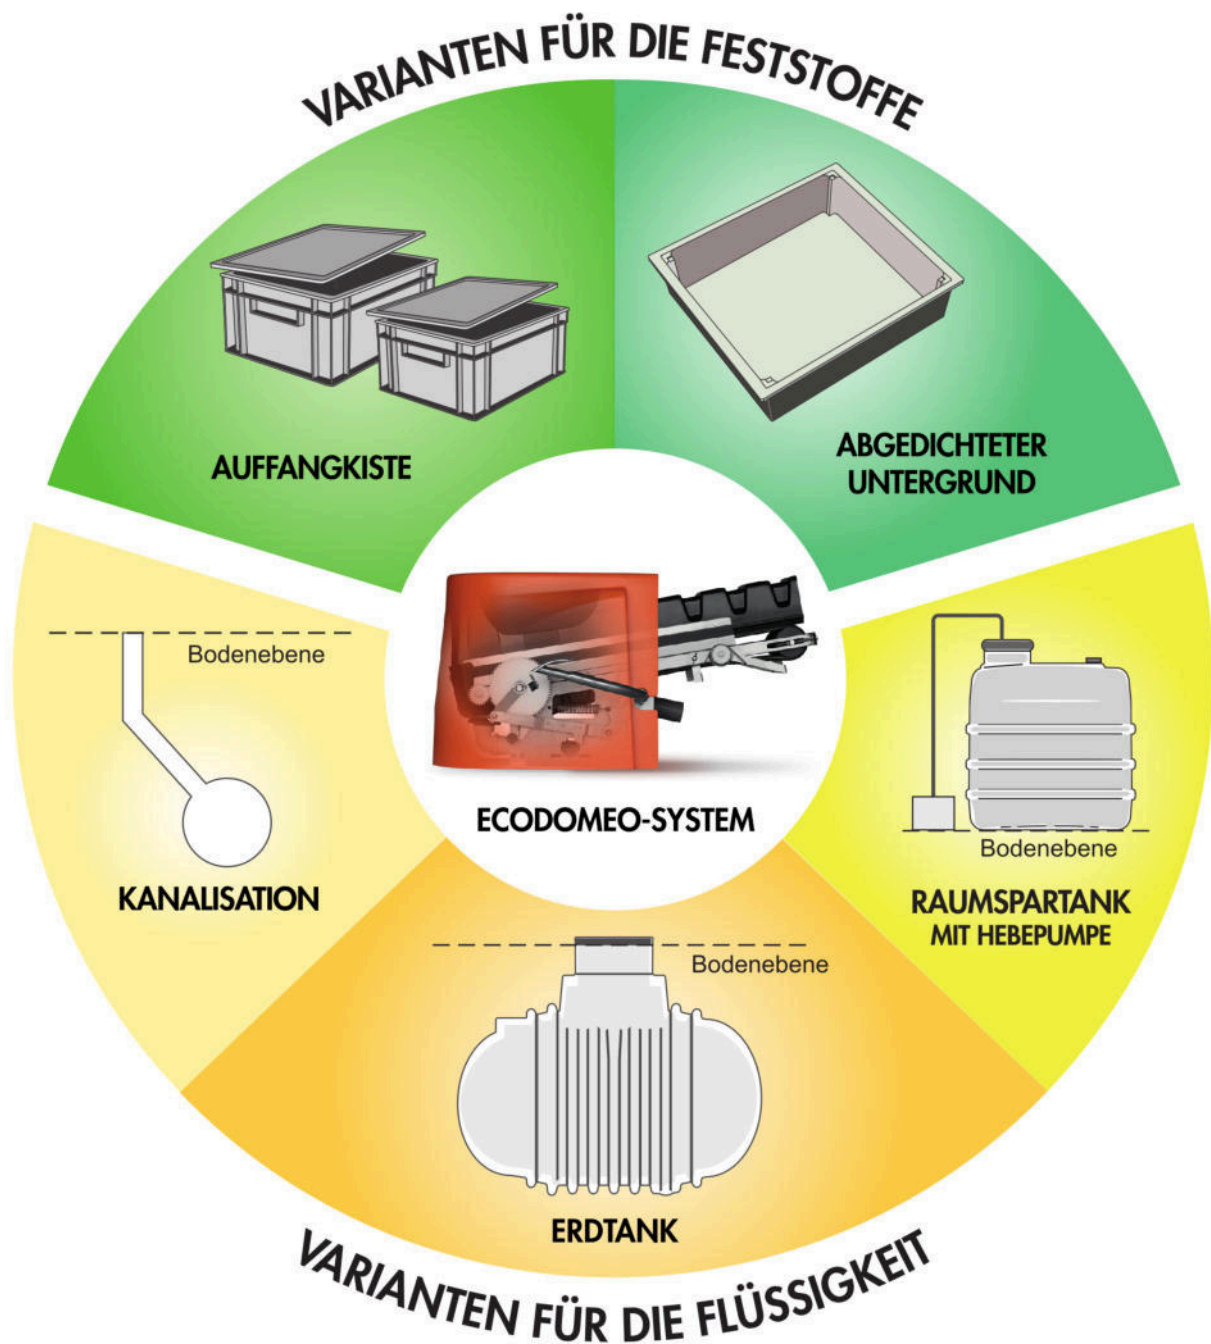 VARIANTEN FÜR DIE FESTSTOFFE
AUFFANGKISTE
ABGEDICHTETER
UNTERGRUND
Bodenebene
KANALISATION
ECODOMEO-SYSTEM
Bodenebene
RAUMSPARTANK
MIT HEBEPUMPE
Bodenebene
ERDTANK
VARIANTEN FÜR DIE FLÜSSIGKEIT